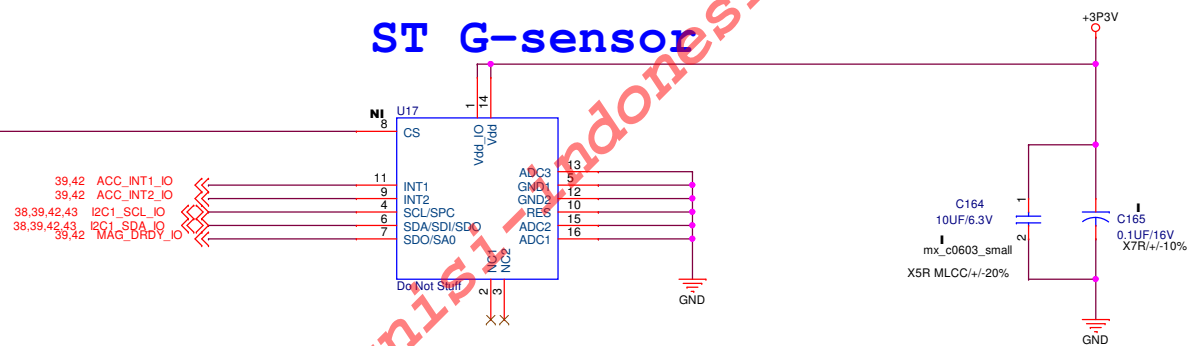 ST G-sensor
+3P3V
NI
U17
1
14
8
CS
Vdd_IO
Vdd
39,42 ACC_INT1_IO
11
INT1
ADC3
13
39,42 ACC_INT2_IO
9
INT2
GND1
5
38,39,42,43 I2C1_SCL_IO
4
SCL/SPC
GND2
12
38,39,42,43 I2C1_SDA_IO
6
SDA/SDI/SDO
RES
10
39,42 MAG_DRDY_IO
7
SDO/SA0
ADC2
15
ADC1
16
NC1
NC2
Do Not Stuff
2
3
GND
C164
10UF/6.3V
1
2
I
mx_c0603_small
X5R MLCC/+/-20%
I
C165
0.1UF/16V
X7R/+/-10%
GND
nisi-indonesi